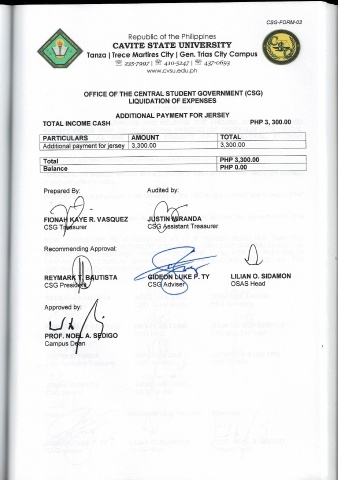 CSG-FORM-02
Republic of the Philippines
CAVITE STATE UNIVERSITY
Tanza | Trece Martires City | Gen. Trias City Campus
☏ 235-7997 | ☏ 410-5247 | ☏ 437-0693
www.cvsu.edu.ph
OFFICE OF THE CENTRAL STUDENT GOVERNMENT (CSG)
LIQUIDATION OF EXPENSES
ADDITIONAL PAYMENT FOR JERSEY
TOTAL INCOME CASH PHP 3, 300.00
PARTICULARS AMOUNT TOTAL
Additional payment for jersey 3,300.00 3,300.00
Total PHP 3,300.00
Balance PHP 0.00
Prepared By: Audited by:
FIONAH KAYE R. VASQUEZ JUSTIN MIRANDA
CSG Treasurer CSG Assistant Treasurer
Recommending Approval:
REYMARK T. BAUTISTA GIDEON LUKE P. TY LILIAN O. SIDAMON
CSG President CSG Adviser OSAS Head
Approved by:
PROF. NOEL A. SEDIGO
Campus Dean